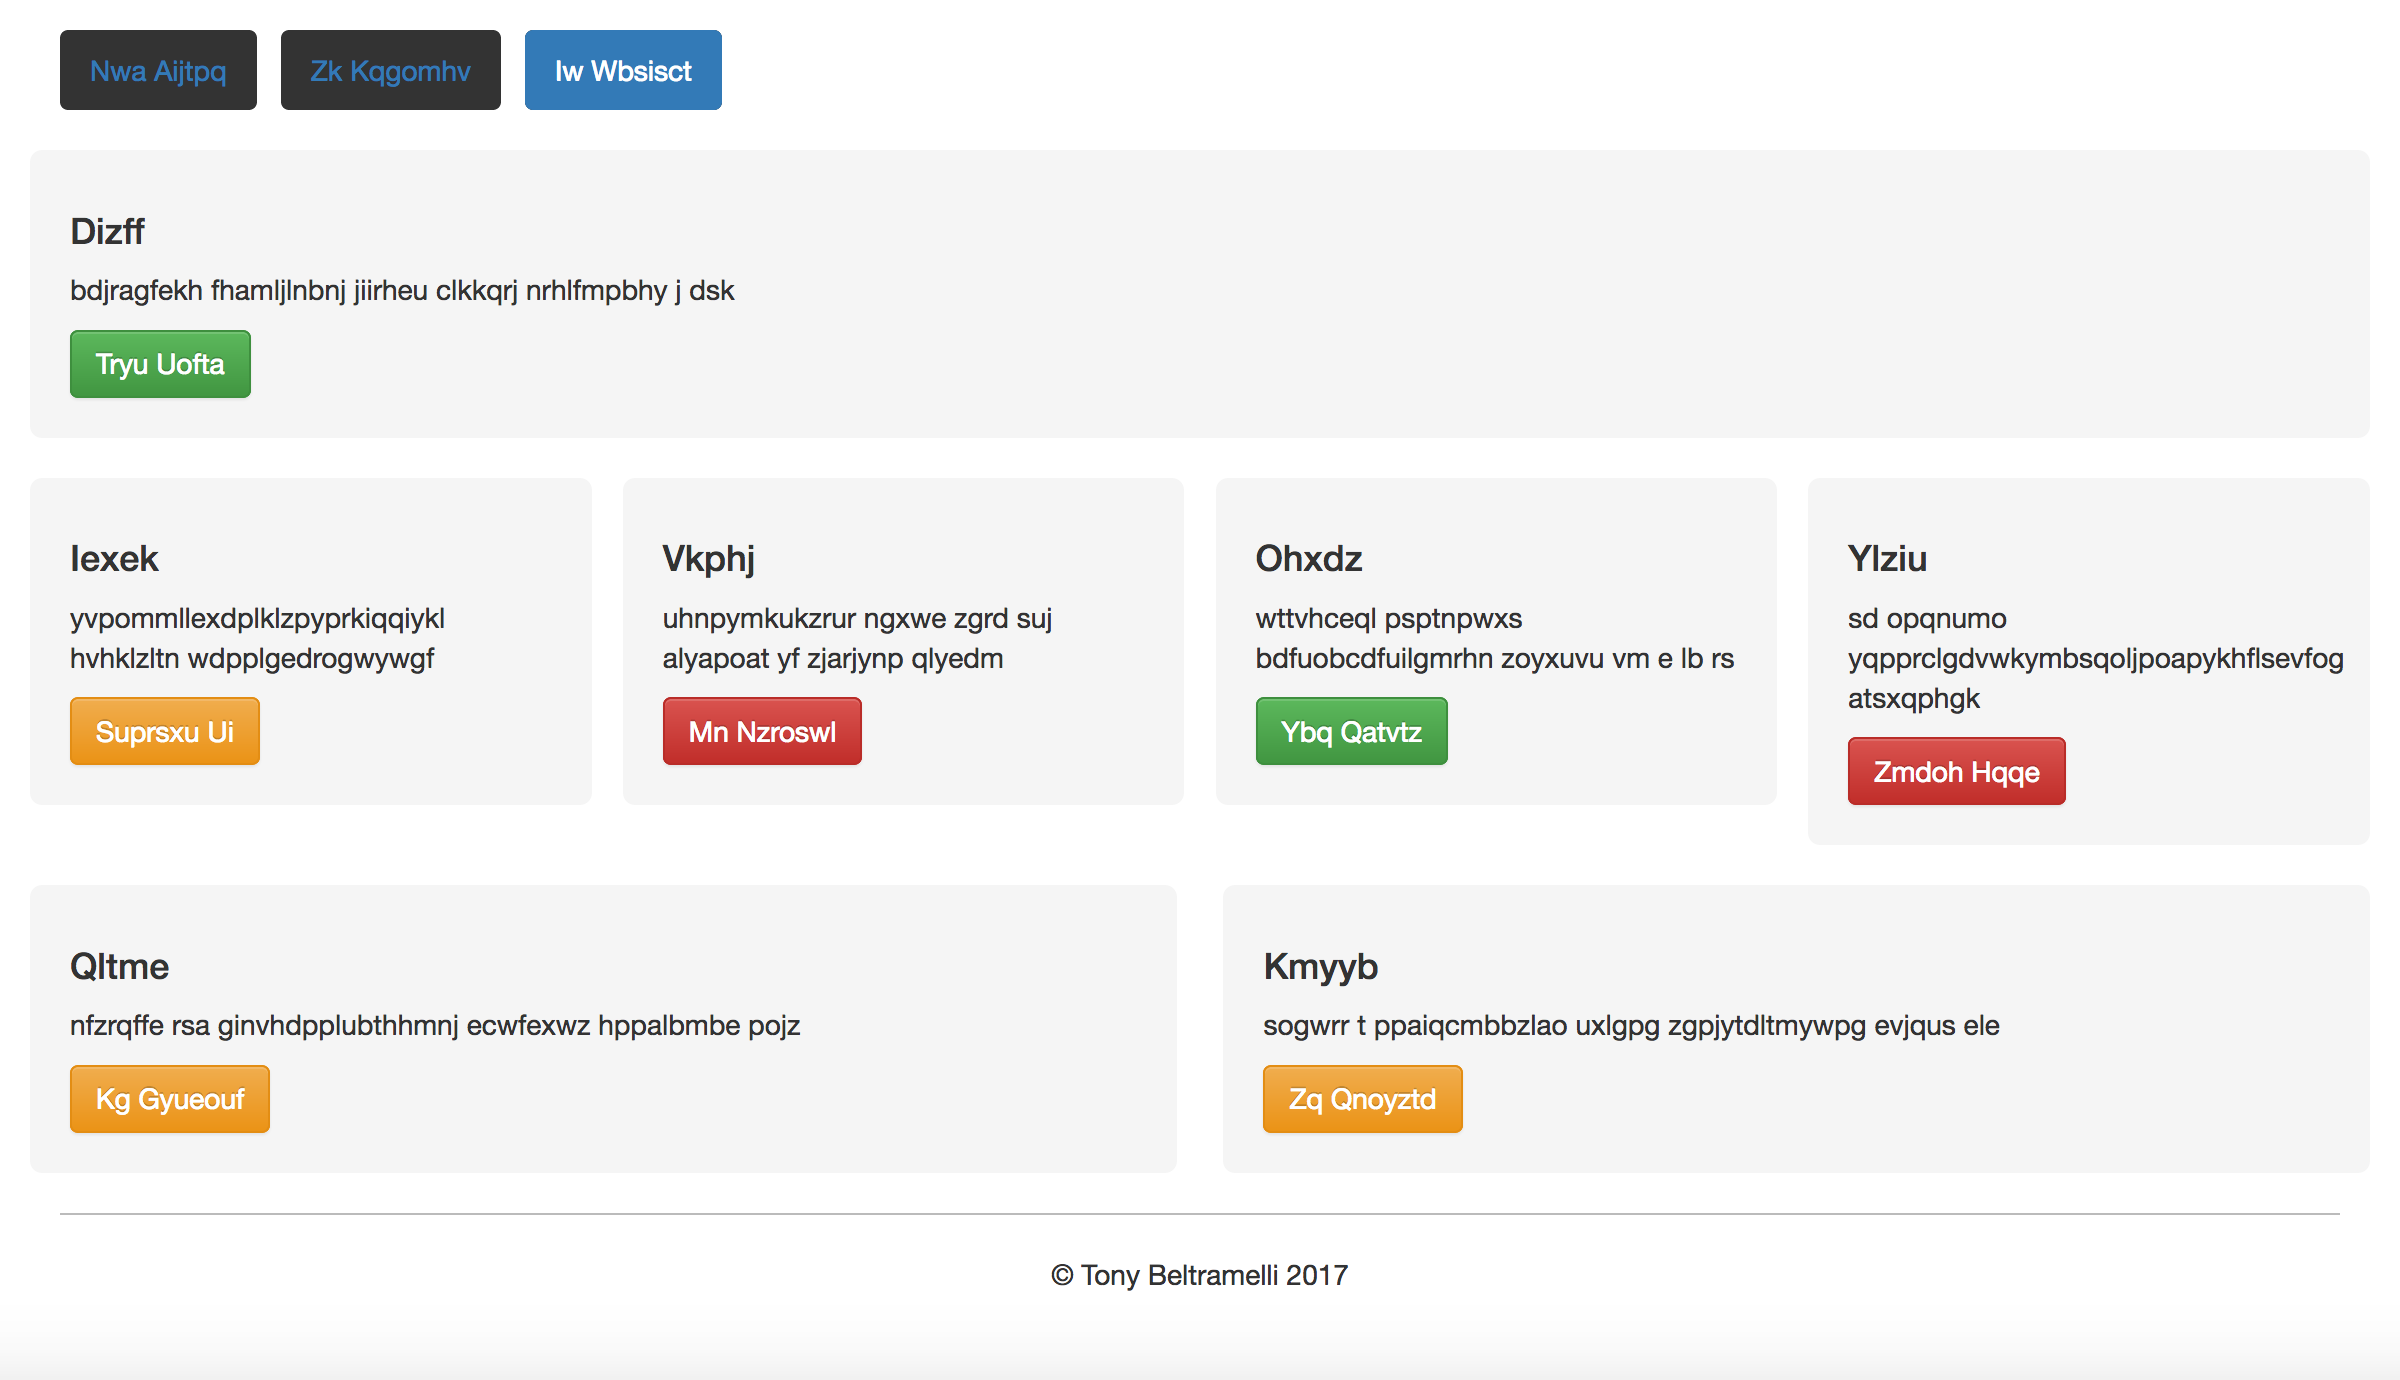 Nwa Aijtpq
Zk Kqgomhv
Iw Wbsisct
Dizff
bdjragfekh fhamljlnbnj jiirheu clkkqrj nrhlfmpbhy j dsk
Tryu Uofta
Iexek
yvpommllexdplklzpyprkiqqiykl
hvhklzltn wdpplgedrogwywgf
Suprsxu Ui
Vkphj
uhnpymkukzrur ngxwe zgrd suj
alyapoat yf zjarjynp qlyedm
Mn Nzroswl
Ohxdz
wttvhceql psptnpwxs
bdfuobcdfuilgmrhn zoyxuvu vm e lb rs
Ybq Qatvtz
Ylziu
sd opqnumo
yqpprclgdvwkymbsqoljpoapykhflsevfog
atsxqphgk
Zmdoh Hqqe
Qltme
nfzrqffe rsa ginvhdpplubthhmnj ecwfexwz hppalbmbe pojz
Kg Gyueouf
Kmyyb
sogwrr t ppaiqcmbbzlao uxlgpg zgpjytdltmywpg evjqus ele
Zq Qnoyztd
© Tony Beltramelli 2017